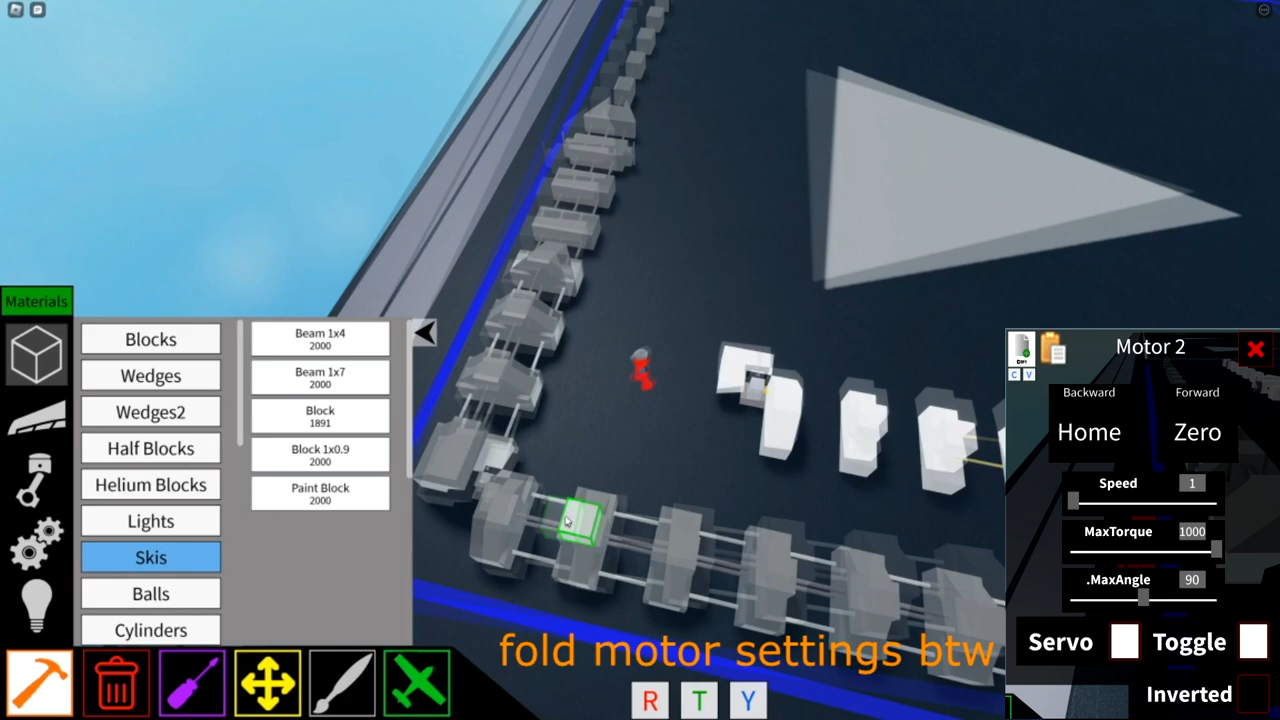 Materials
Blocks
Wedges
Wedges2
Half Blocks
Helium Blocks
Lights
Skis
Balls
Cylinders
Beam 1x4
2000
Beam 1x7
2000
Block
1891
Block 1x0.9
2000
Paint Block
2000
fold motor settings btw
R T Y
C V
Motor 2
Backward Forward
Home Zero
Speed 1
MaxTorque 1000
.MaxAngle 90
Servo Toggle
Inverted